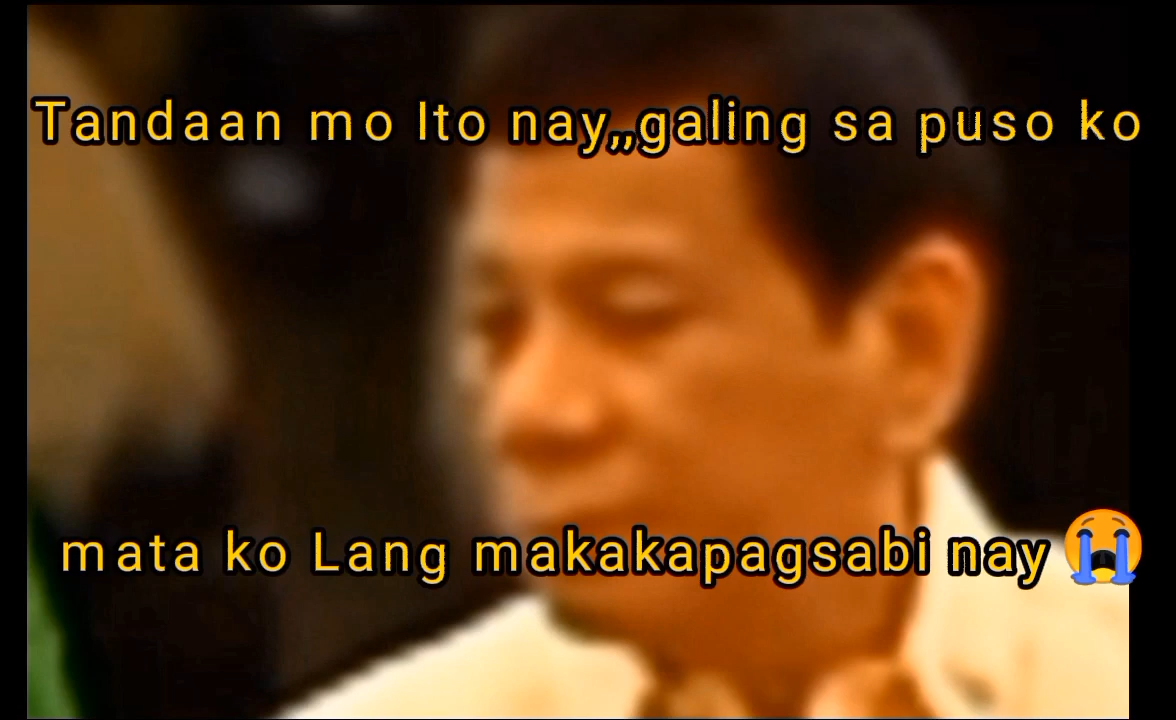 Tandaan mo Ito nay,,galing sa puso ko
mata ko Lang makakapagsabi nay 😭